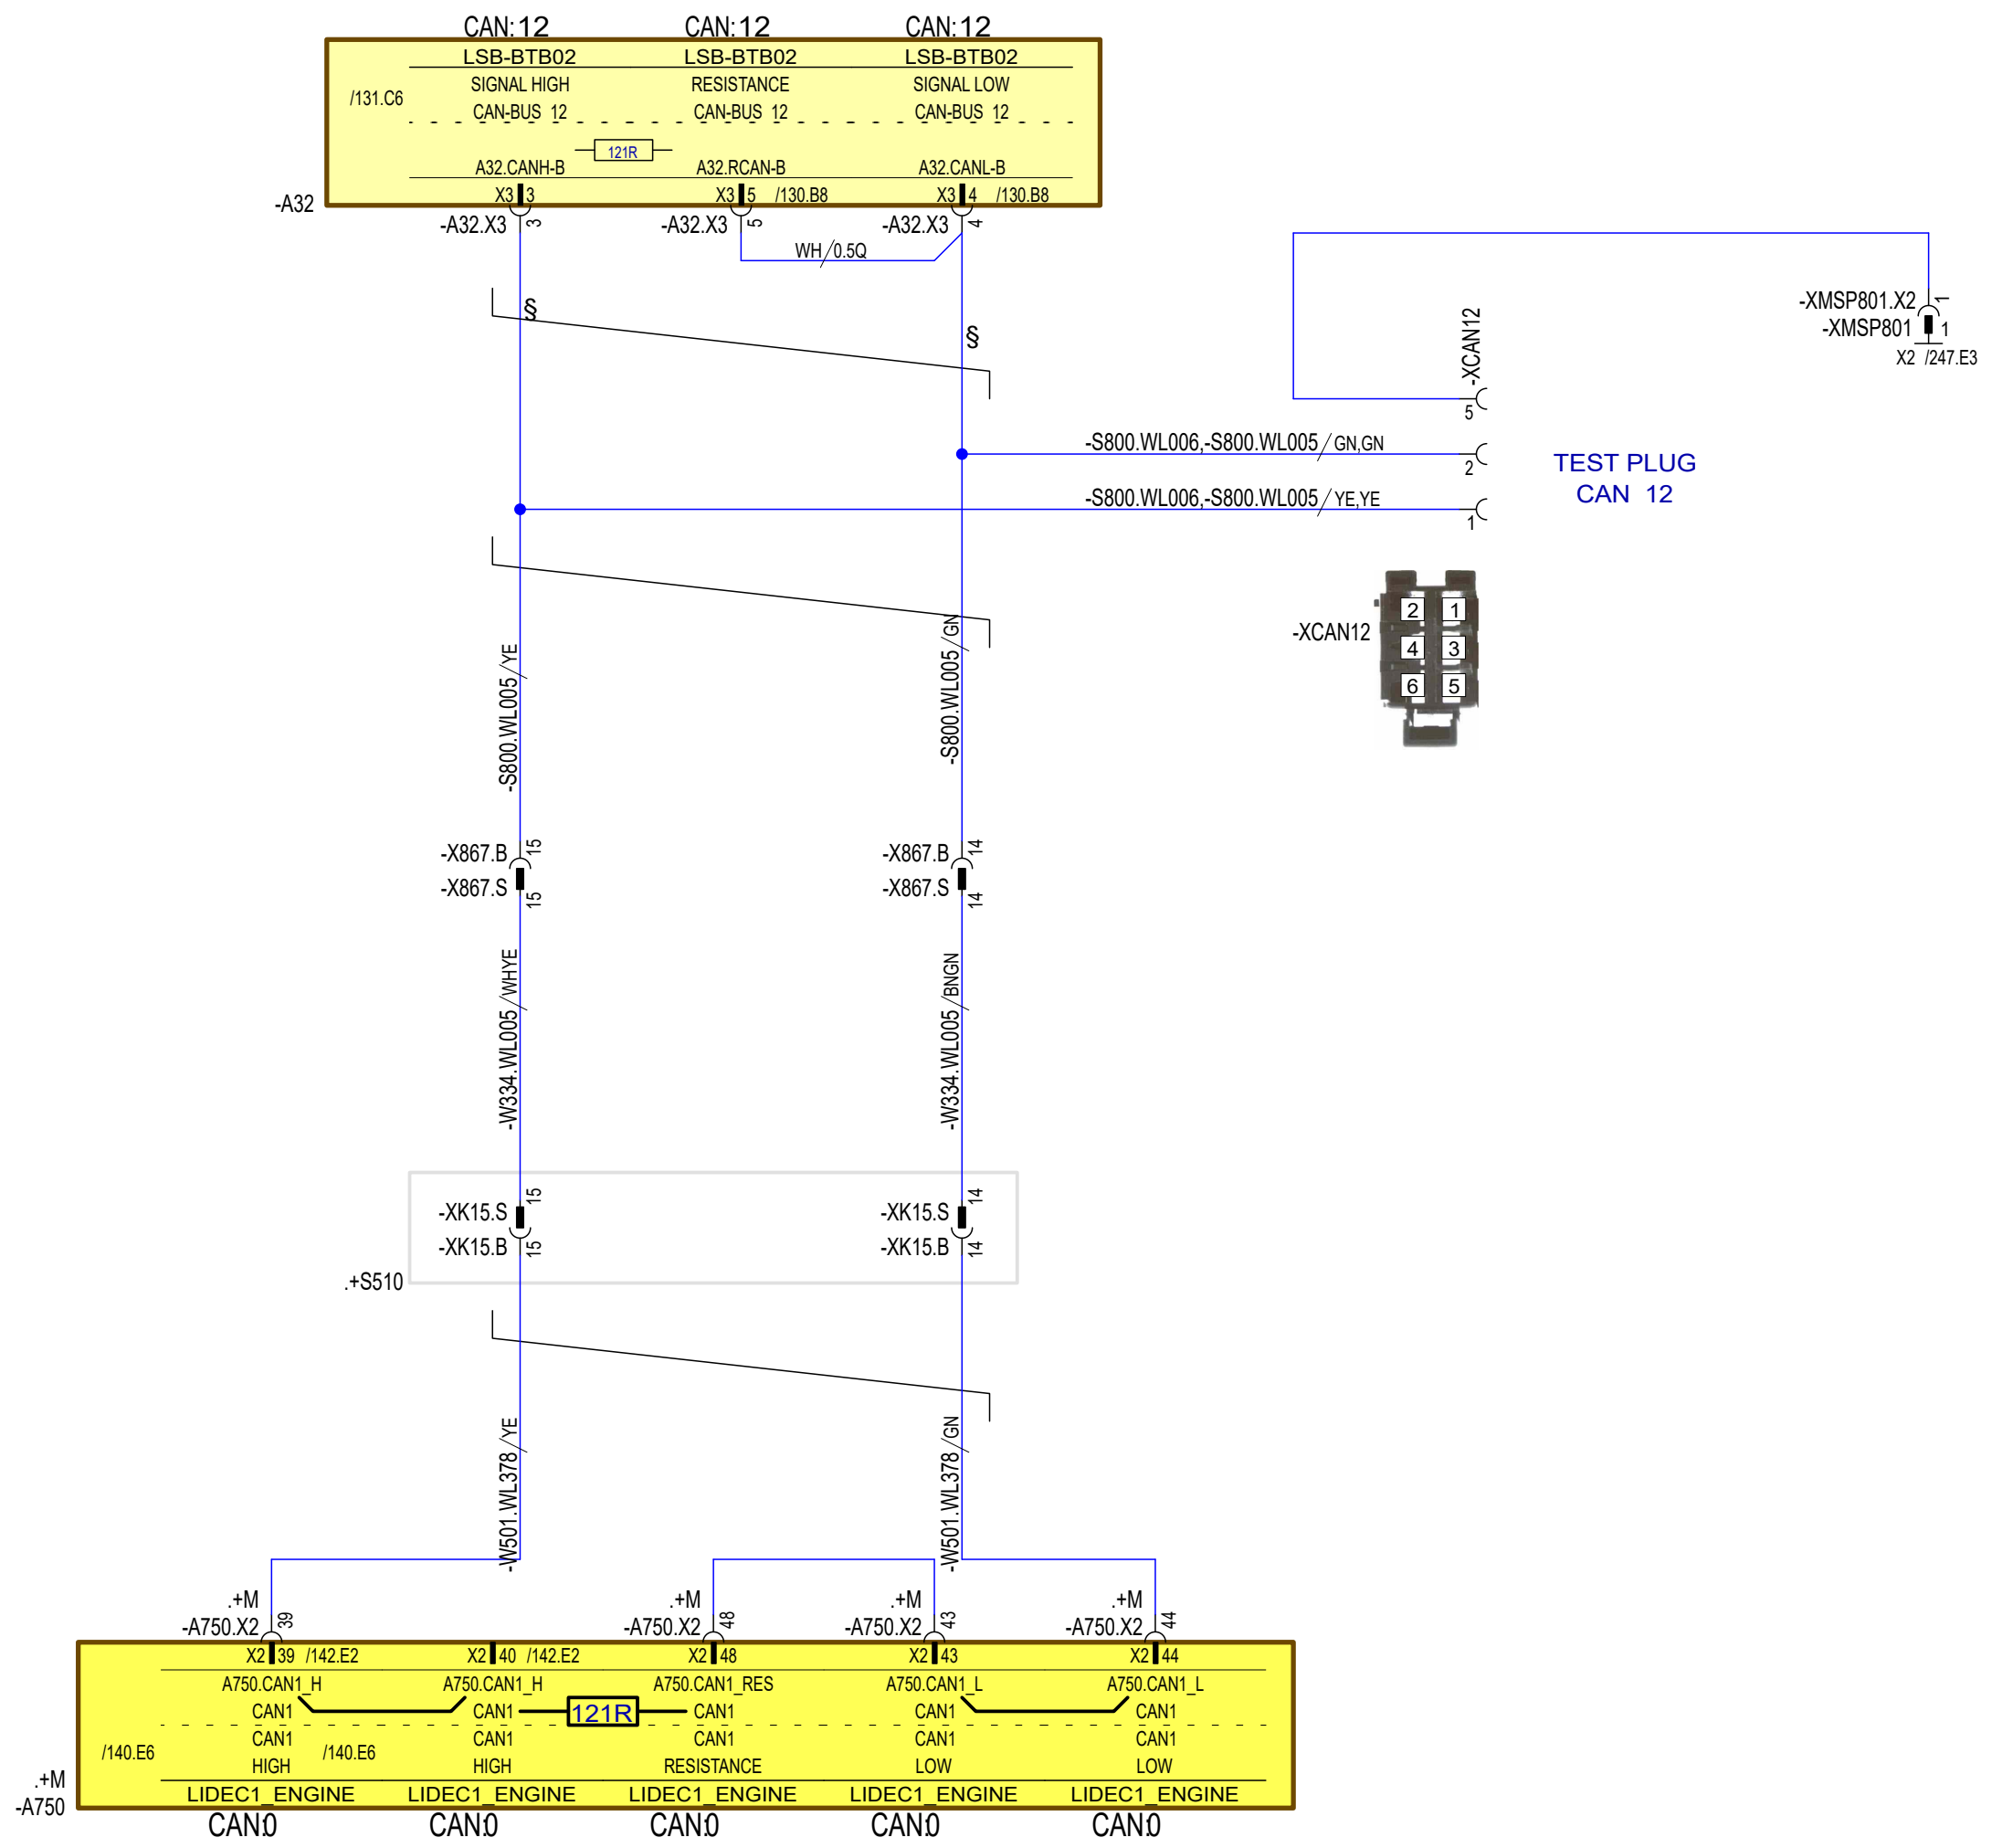 CAN:12 CAN:12 CAN:12
LSB-BTB02 LSB-BTB02 LSB-BTB02
SIGNAL HIGH RESISTANCE SIGNAL LOW
/131.C6
CAN-BUS 12 CAN-BUS 12 CAN-BUS 12
121R
A32.CANH-B A32.RCAN-B A32.CANL-B
X3 3 X3 5 /130.B8 X3 4 /130.B8
-A32
-A32.X3 3 -A32.X3 5 -A32.X3 4
WH/0.5Q
§
§
-XMSP801.X2 1
-XMSP801 1
X2 /247.E3
-XCAN12
5
-S800.WL006,-S800.WL005/GN,GN
2
TEST PLUG
CAN 12
-S800.WL006,-S800.WL005/YE,YE
1
-XCAN12
2 1
4 3
6 5
-S800.WL005/YE -S800.WL005/GN
-X867.B 15 -X867.B 14
-X867.S 15 -X867.S 14
-W334.WL005/WHYE -W334.WL005/BNGN
-XK15.S 15 -XK15.S 14
-XK15.B 15 -XK15.B 14
.+S510
-W501.WL378/YE -W501.WL378/GN
.+M .+M .+M .+M
-A750.X2 39 -A750.X2 48 -A750.X2 43 -A750.X2 44
X2 39 /142.E2 X2 40 /142.E2 X2 48 X2 43 X2 44
A750.CAN1_H A750.CAN1_H A750.CAN1_RES A750.CAN1_L A750.CAN1_L
CAN1 CAN1 121R CAN1 CAN1 CAN1
CAN1 CAN1 CAN1 CAN1 CAN1
/140.E6 /140.E6
HIGH HIGH RESISTANCE LOW LOW
.+M
LIDEC1_ENGINE LIDEC1_ENGINE LIDEC1_ENGINE LIDEC1_ENGINE LIDEC1_ENGINE
-A750
CAN:0 CAN:0 CAN:0 CAN:0 CAN:0